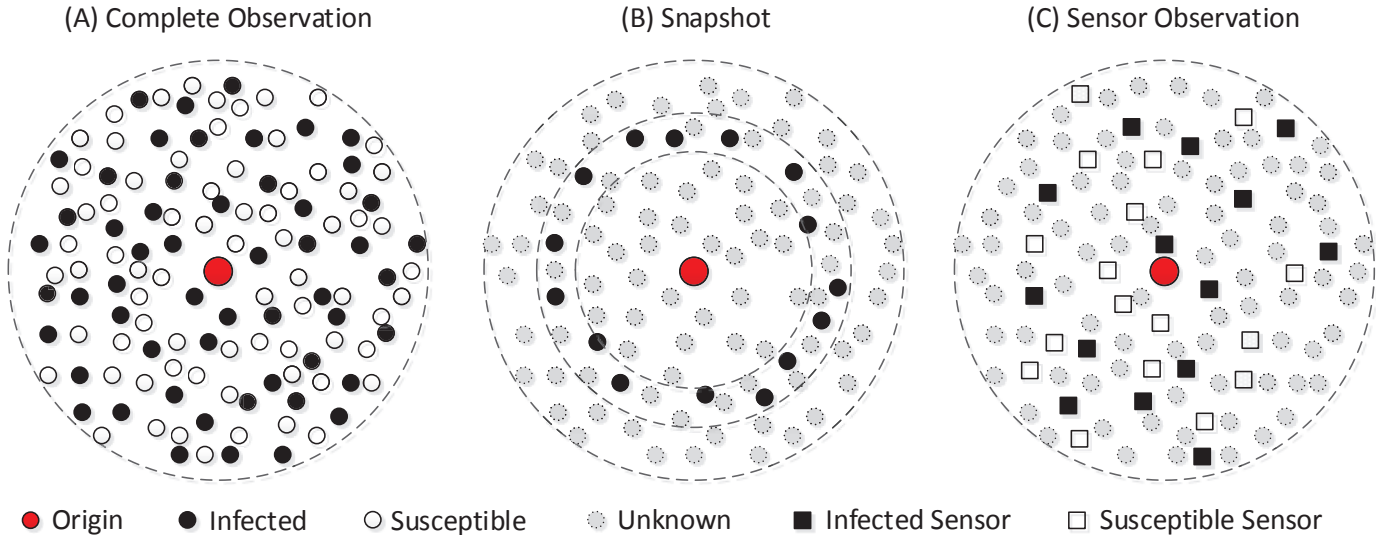 (A) Complete Observation
(B) Snapshot
(C) Sensor Observation
Origin Infected Susceptible Unknown Infected Sensor Susceptible Sensor